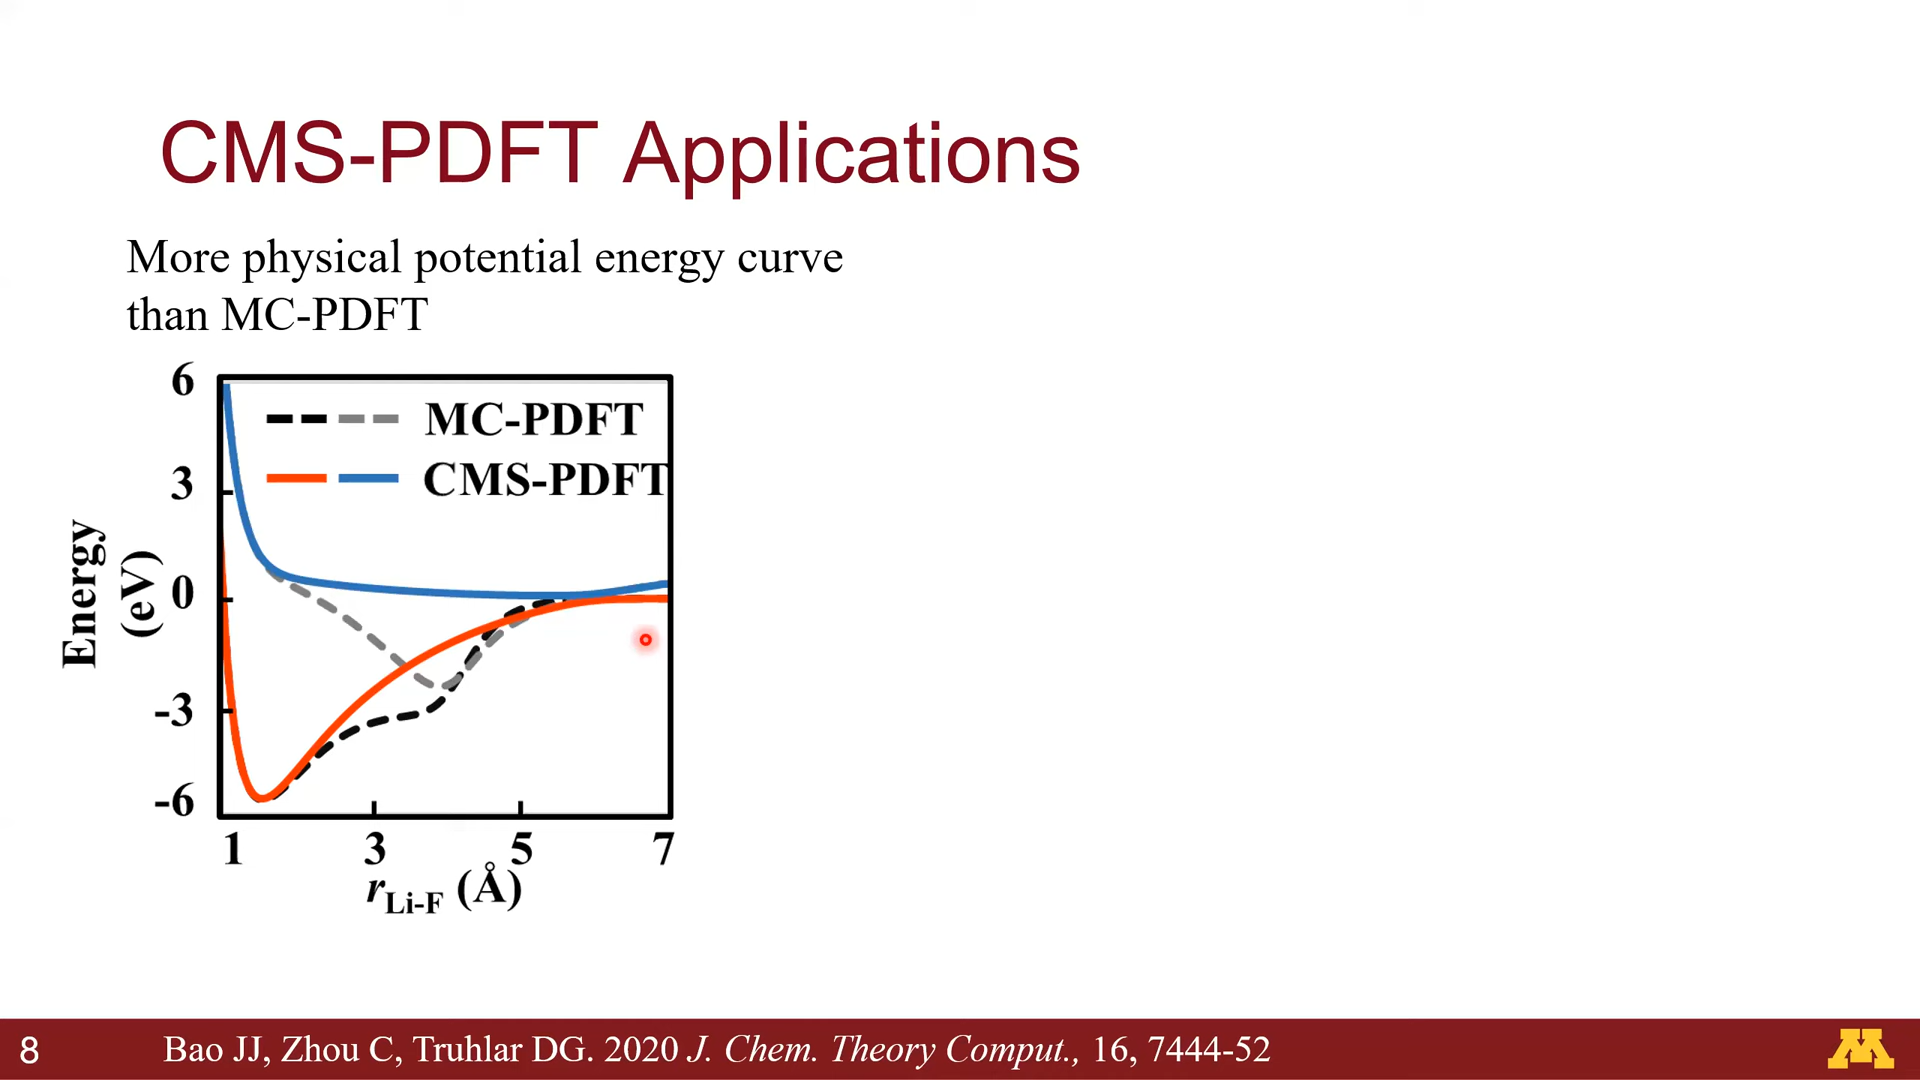 CMS-PDFT Applications
More physical potential energy curve
than MC-PDFT
6
3
0
-3
-6
Energy
(eV)
MC-PDFT
CMS-PDFT
1 3 5 7
rLi-F (Å)
8 Bao JJ, Zhou C, Truhlar DG. 2020 J. Chem. Theory Comput., 16, 7444-52
M